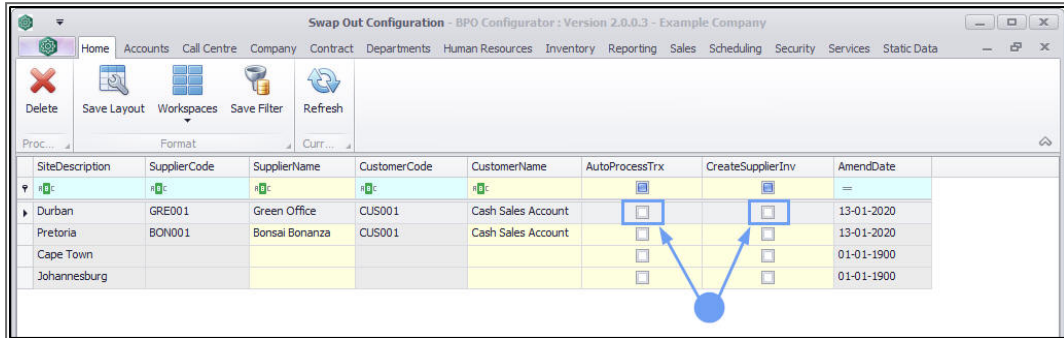 Swap Out Configuration - BPO Configurator : Version 2.0.0.3 - Example Company
Home Accounts Call Centre Company Contract Departments Human Resources Inventory Reporting Sales Scheduling Security Services Static Data
Delete Save Layout Workspaces Save Filter Refresh
Proc... Format Curr...
SiteDescription SupplierCode SupplierName CustomerCode CustomerName AutoProcessTrx CreateSupplierInv AmendDate
=
Durban GRE001 Green Office CUS001 Cash Sales Account 13-01-2020
Pretoria BON001 Bonsai Bonanza CUS001 Cash Sales Account 13-01-2020
Cape Town 01-01-1900
Johannesburg 01-01-1900